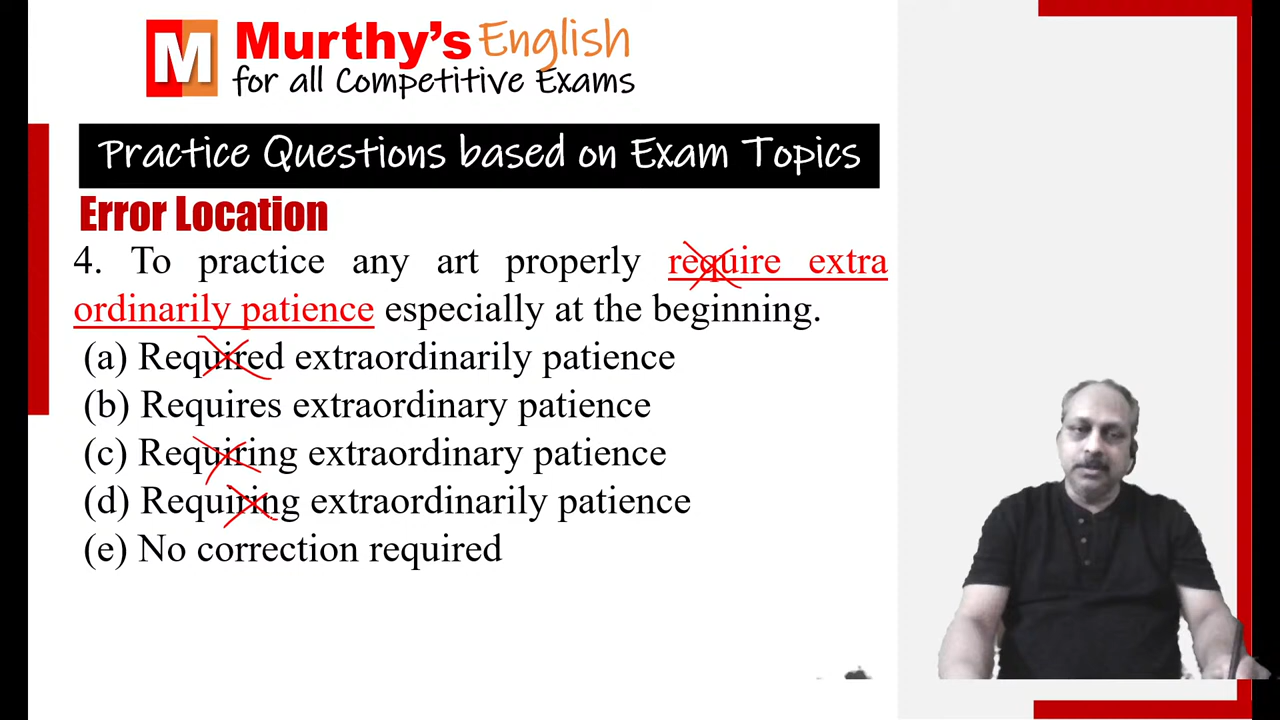 M Murthy's English
for all Competitive Exams
Practice Questions based on Exam Topics
Error Location
4. To practice any art properly require extra
ordinarily patience especially at the beginning.
(a) Required extraordinarily patience
(b) Requires extraordinary patience
(c) Requiring extraordinary patience
(d) Requiring extraordinarily patience
(e) No correction required